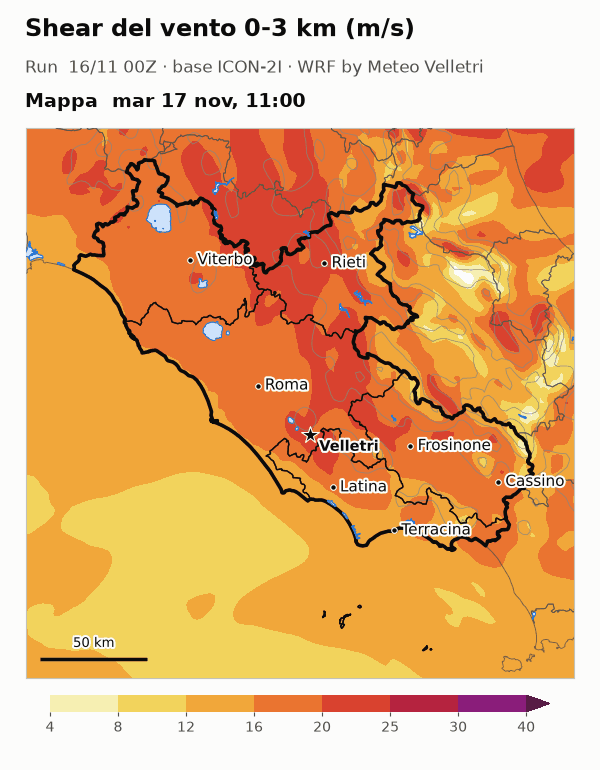 Shear del vento 0-3 km (m/s)
Run  16/11 00Z · base ICON-2I · WRF by Meteo Velletri
Mappa  mar 17 nov, 11:00
Viterbo
Rieti
Roma
Velletri
Frosinone
Cassino
Latina
Terracina
50 km
4 8 12 16 20 25 30 40